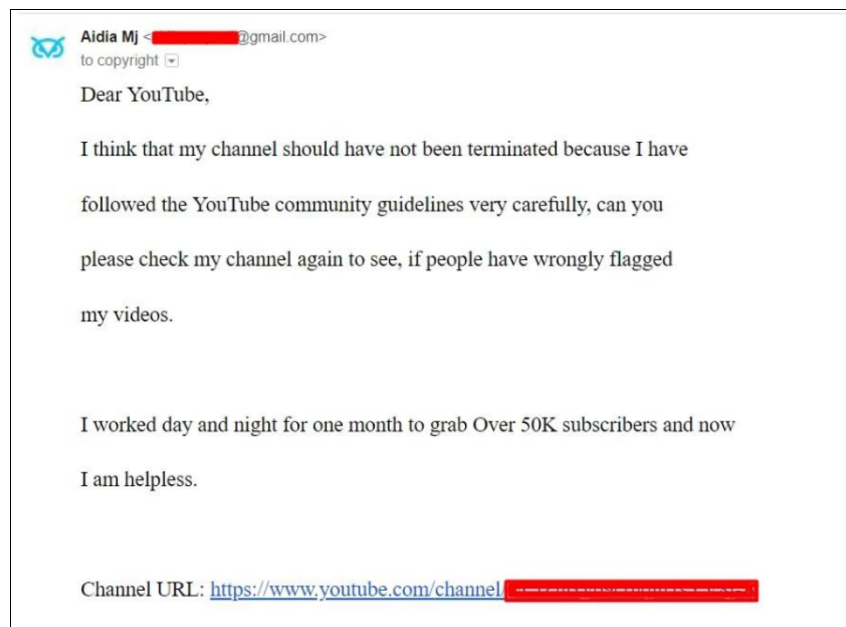 Aidia Mj < @gmail.com>
to copyright
Dear YouTube,
I think that my channel should have not been terminated because I have
followed the YouTube community guidelines very carefully, can you
please check my channel again to see, if people have wrongly flagged
my videos.
I worked day and night for one month to grab Over 50K subscribers and now
I am helpless.
Channel URL: https://www.youtube.com/channel/